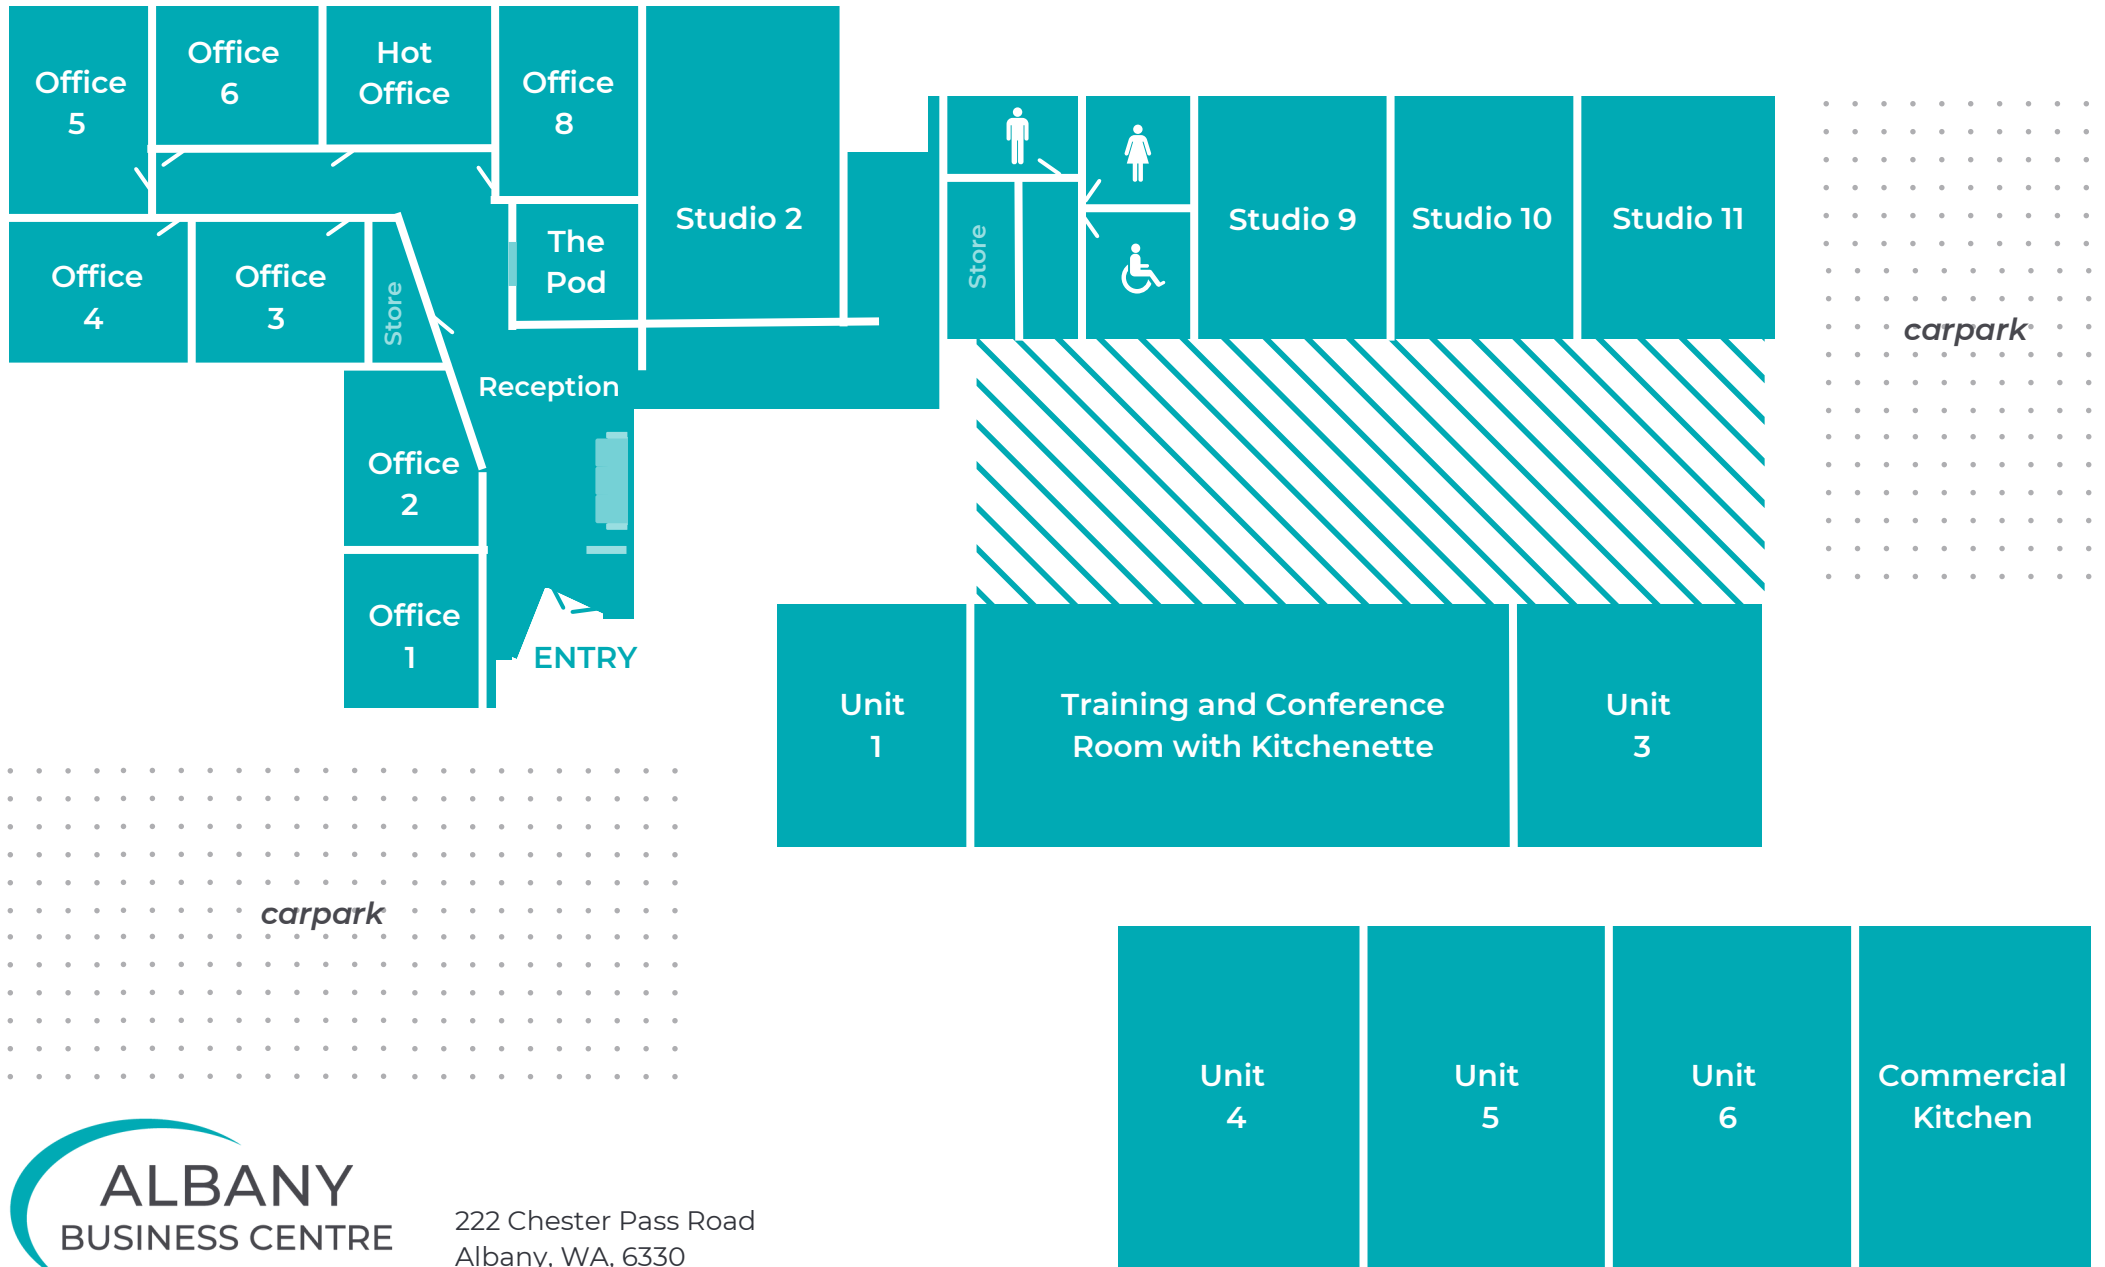 Office
5
Office
6
Hot
Office
Office
8
Studio 2
Studio 9
Studio 10
Studio 11
Office
4
Office
3
Store
The
Pod
Store
carpark
Reception
Office
2
Office
1
ENTRY
Unit
1
Training and Conference
Room with Kitchenette
Unit
3
carpark
Unit
4
Unit
5
Unit
6
Commercial
Kitchen
ALBANY
BUSINESS CENTRE
222 Chester Pass Road
Albany, WA, 6330